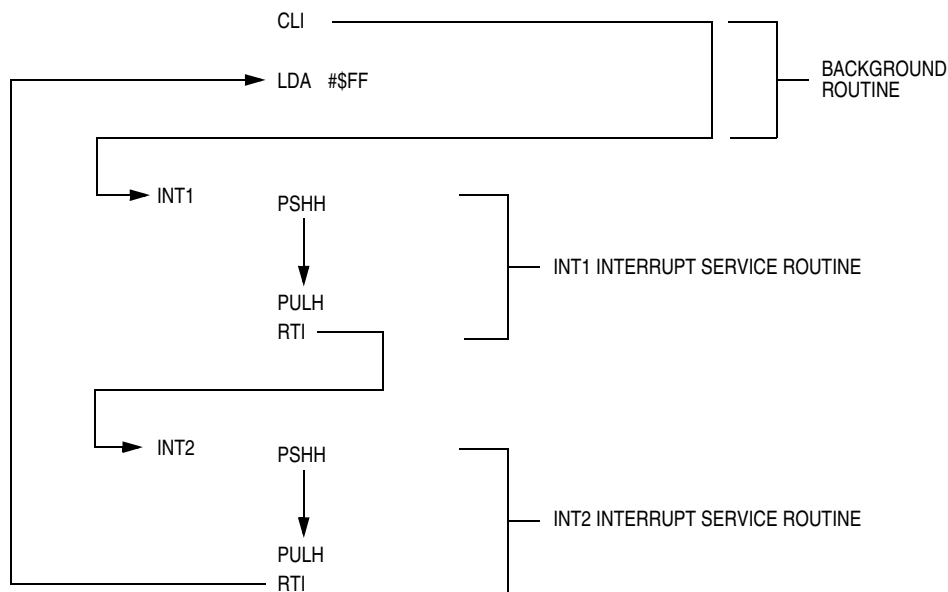 CLI
LDA #$FF
BACKGROUND
ROUTINE
INT1
PSHH
INT1 INTERRUPT SERVICE ROUTINE
PULH
RTI
INT2
PSHH
INT2 INTERRUPT SERVICE ROUTINE
PULH
RTI